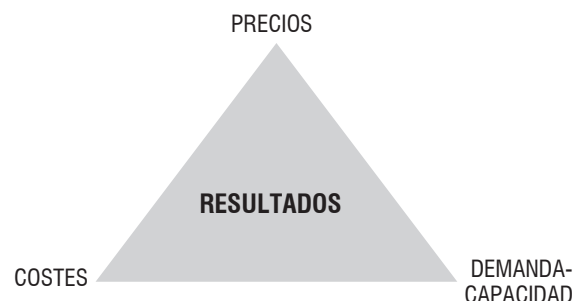 PRECIOS
RESULTADOS
COSTES
DEMANDA-
CAPACIDAD